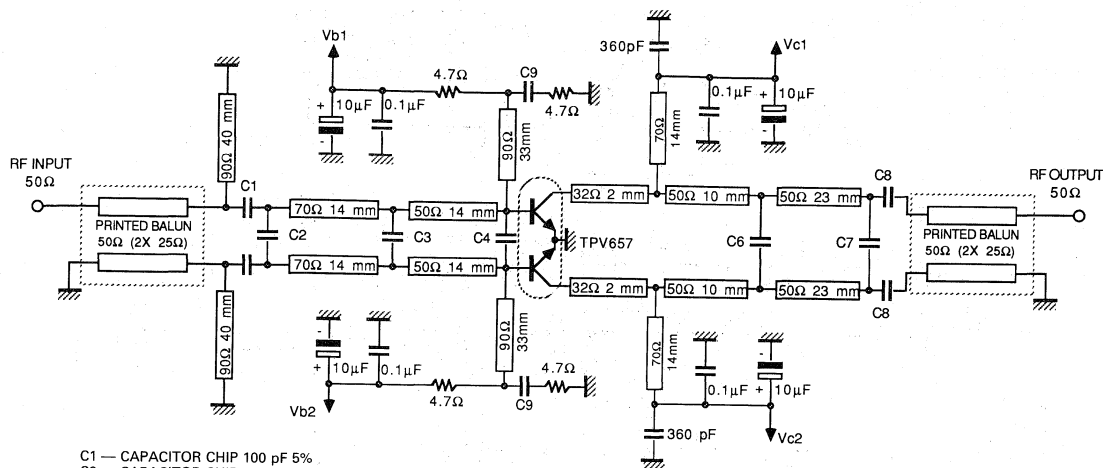 Vb1
4.7Ω
C9
4.7Ω
+
10μF
-
0.1μF
360pF
Vc1
0.1μF
+
10μF
-
90Ω 40 mm
90Ω
33mm
70Ω
14mm
RF INPUT
50Ω
PRINTED BALUN
50Ω (2X 25Ω)
C1
C2
70Ω 14 mm
C3
50Ω 14 mm
C4
TPV657
32Ω 2 mm
50Ω 10 mm
C6
50Ω 23 mm
C7
C8
RF OUTPUT
50Ω
PRINTED BALUN
50Ω (2X 25Ω)
70Ω 14 mm
50Ω 14 mm
32Ω 2 mm
50Ω 10 mm
50Ω 23 mm
C8
90Ω 40 mm
90Ω
33mm
70Ω
14mm
-
+
10μF
0.1μF
Vb2
4.7Ω
C9
4.7Ω
360 pF
0.1μF
-
+
10μF
Vc2
C1 — CAPACITOR CHIP 100 pF 5%